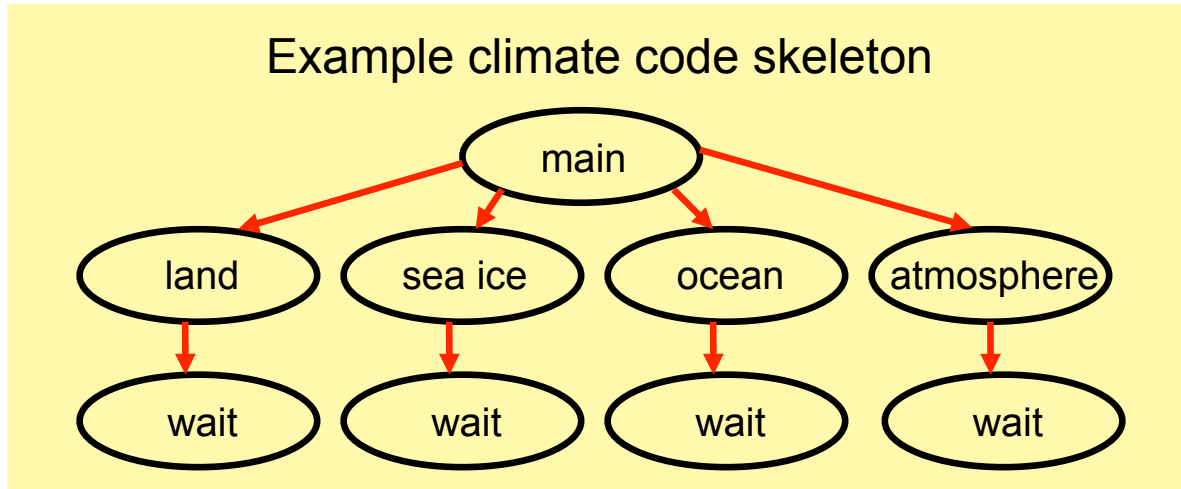 Example climate code skeleton
main
land sea ice ocean atmosphere
wait wait wait wait